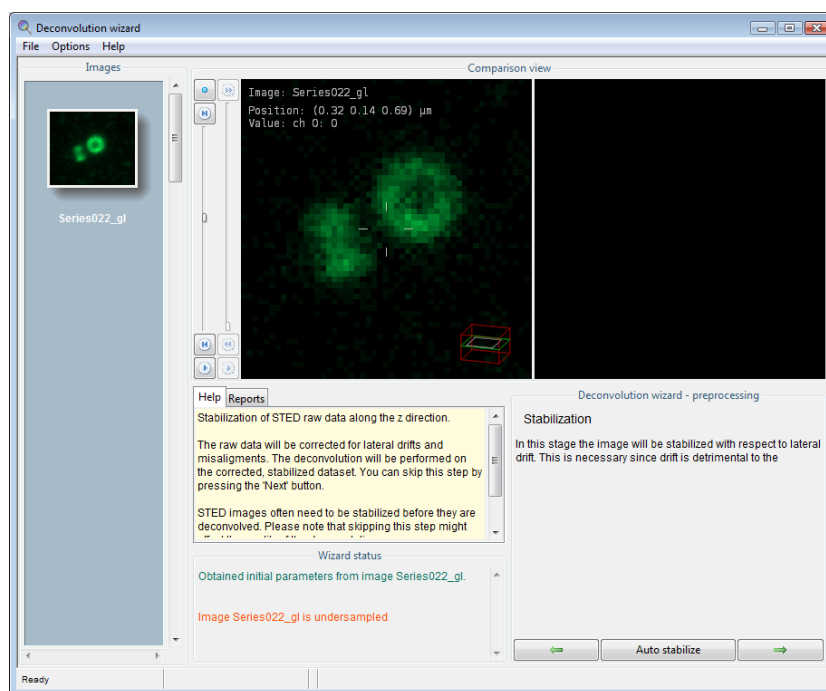 Deconvolution wizard
File Options Help
Images
Comparison view
Image: Series022_gl
Position: (0.32 0.14 0.69) µm
Value: ch 0: 0
Series022_gl
Help Reports
Stabilization of STED raw data along the z direction.
The raw data will be corrected for lateral drifts and
misaligments. The deconvolution will be performed on
the corrected, stabilized dataset. You can skip this step by
pressing the 'Next' button.
STED images often need to be stabilized before they are
deconvolved. Please note that skipping this step might
Wizard status
Obtained initial parameters from image Series022_gl.
Image Series022_gl is undersampled
Deconvolution wizard - preprocessing
Stabilization
In this stage the image will be stabilized with respect to lateral
drift. This is necessary since drift is detrimental to the
Auto stabilize
Ready